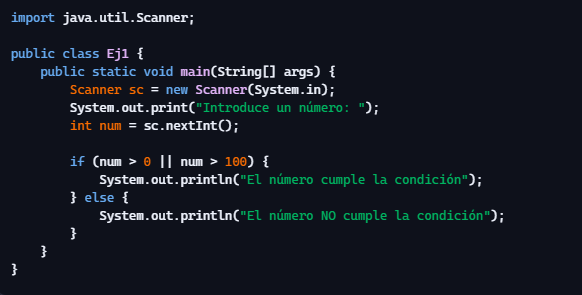 import java.util.Scanner;
public class Ej1 {
public static void main(String[] args) {
Scanner sc = new Scanner(System.in);
System.out.print("Introduce un número: ");
int num = sc.nextInt();
if (num > 0 || num > 100) {
System.out.println("El número cumple la condición");
} else {
System.out.println("El número NO cumple la condición");
}
}
}